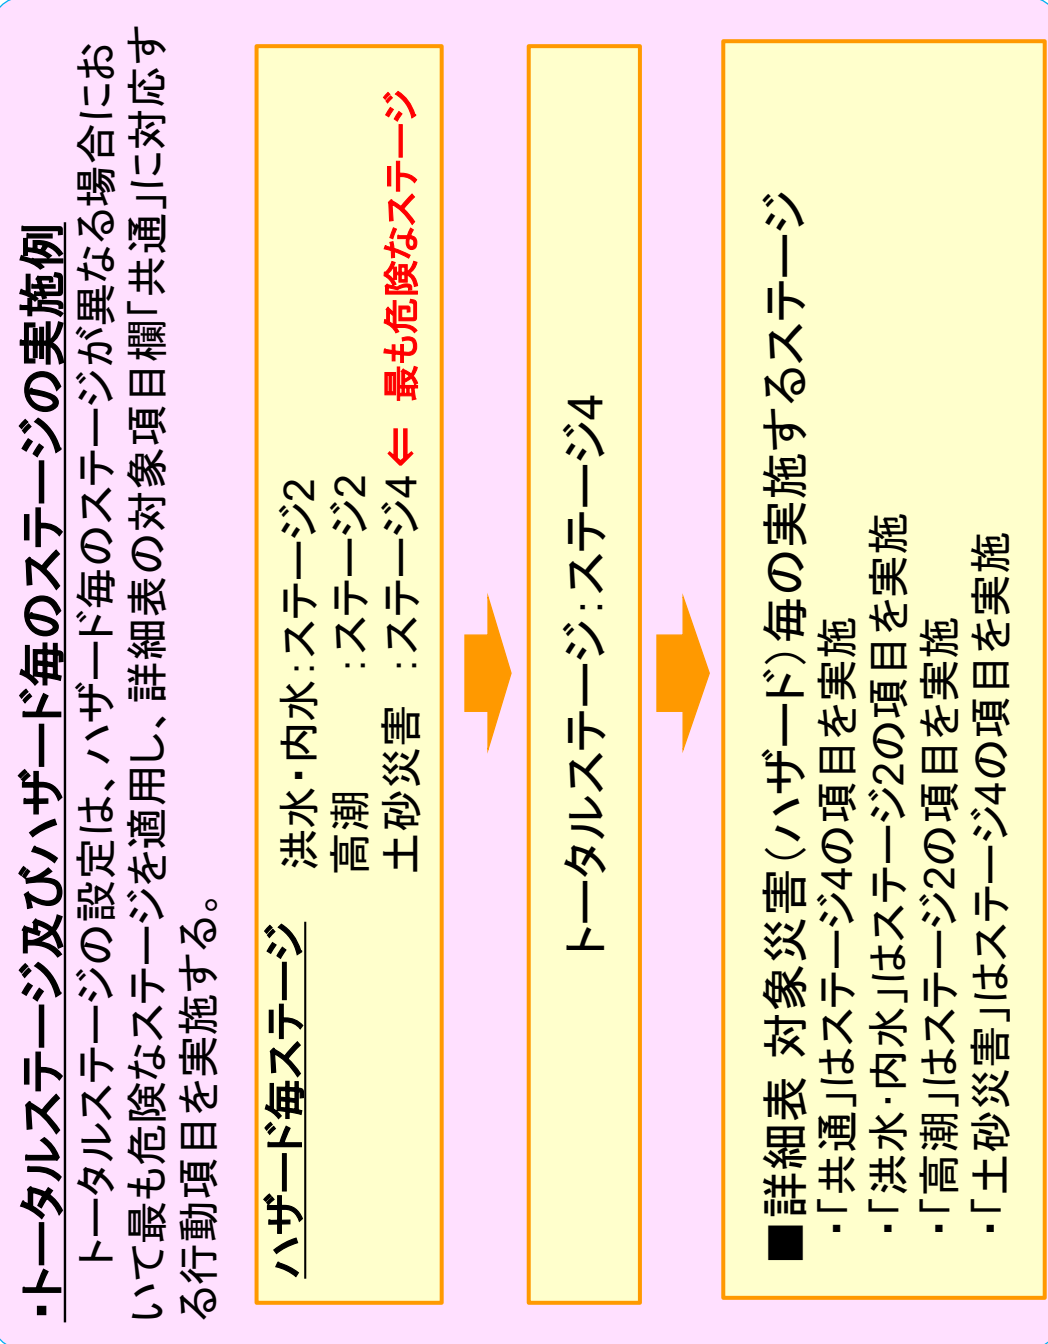 ・トータルステージ及びハザード毎のステージの実施例
トータルステージの設定は、ハザード毎のステージが異なる場合にお
いて最も危険なステージを適用し、詳細表の対象項目欄「共通」に対応す
る行動項目を実施する。
ハザード毎ステージ
洪水・内水:ステージ2
高潮　　　:ステージ2
土砂災害　:ステージ4 ⇐ 最も危険なステージ
トータルステージ:ステージ4
■詳細表 対象災害(ハザード)毎の実施するステージ
・「共通」はステージ4の項目を実施
・「洪水・内水」はステージ2の項目を実施
・「高潮」はステージ2の項目を実施
・「土砂災害」はステージ4の項目を実施